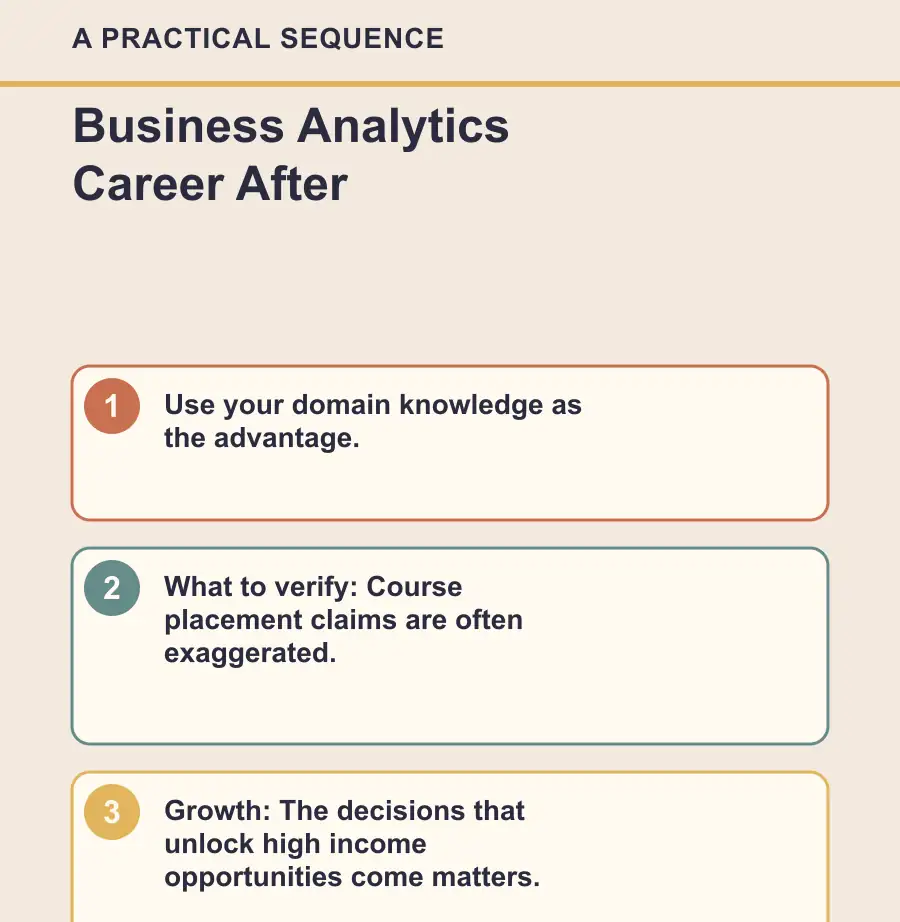 A PRACTICAL SEQUENCE
Business Analytics
Career After
1
Use your domain knowledge as
the advantage.
2
What to verify: Course
placement claims are often
exaggerated.
3
Growth: The decisions that
unlock high income
opportunities come matters.